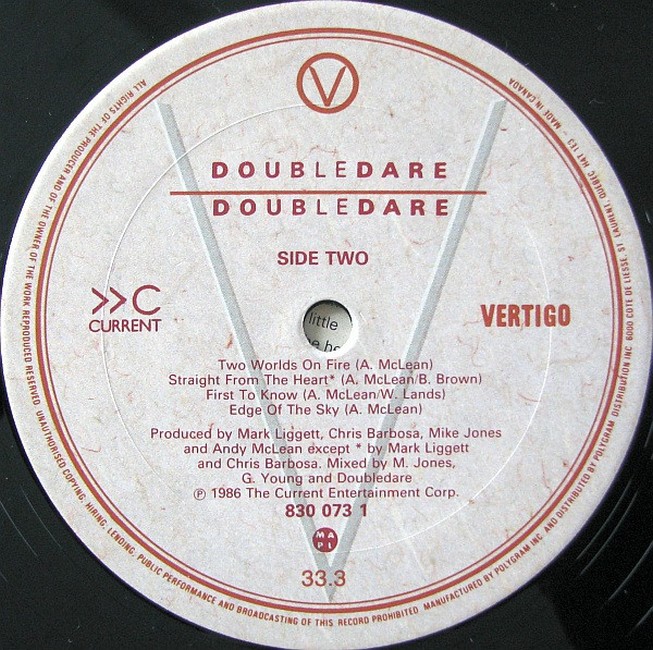 V
DOUBLEDARE
DOUBLEDARE
SIDE TWO
>>C
CURRENT
VERTIGO
little
Two Worlds On Fire (A. McLean)
Straight From The Heart* (A. McLean/B. Brown)
First To Know (A. McLean/W. Lands)
Edge Of The Sky (A. McLean)
Produced by Mark Liggett, Chris Barbosa, Mike Jones
and Andy McLean except * by Mark Liggett
and Chris Barbosa. Mixed by M. Jones,
G. Young and Doubledare
℗ 1986 The Current Entertainment Corp.
830 073 1
MAPL
33.3
ALL RIGHTS OF THE PRODUCER AND OF THE OWNER OF THE WORK REPRODUCED RESERVED. UNAUTHORISED COPYING, HIRING, LENDING, PUBLIC PERFORMANCE AND BROADCASTING OF THIS RECORD PROHIBITED. MANUFACTURED BY POLYGRAM INC. AND DISTRIBUTED BY POLYGRAM DISTRIBUTION INC. 6000 COTE DE LIESSE, ST LAURENT, QUEBEC H4T 1E3 – MADE IN CANADA